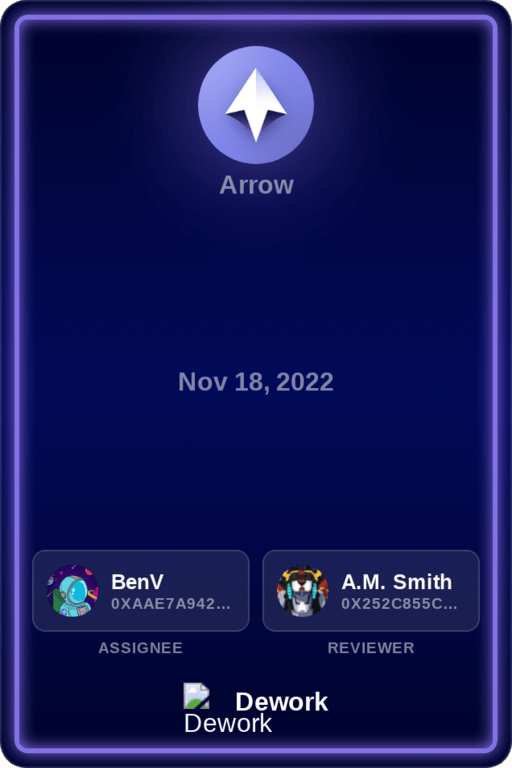 Arrow
Nov 18, 2022
BenV
0XAAE7A942...
A.M. Smith
0X252C855C...
ASSIGNEE
REVIEWER
Dework
Dework